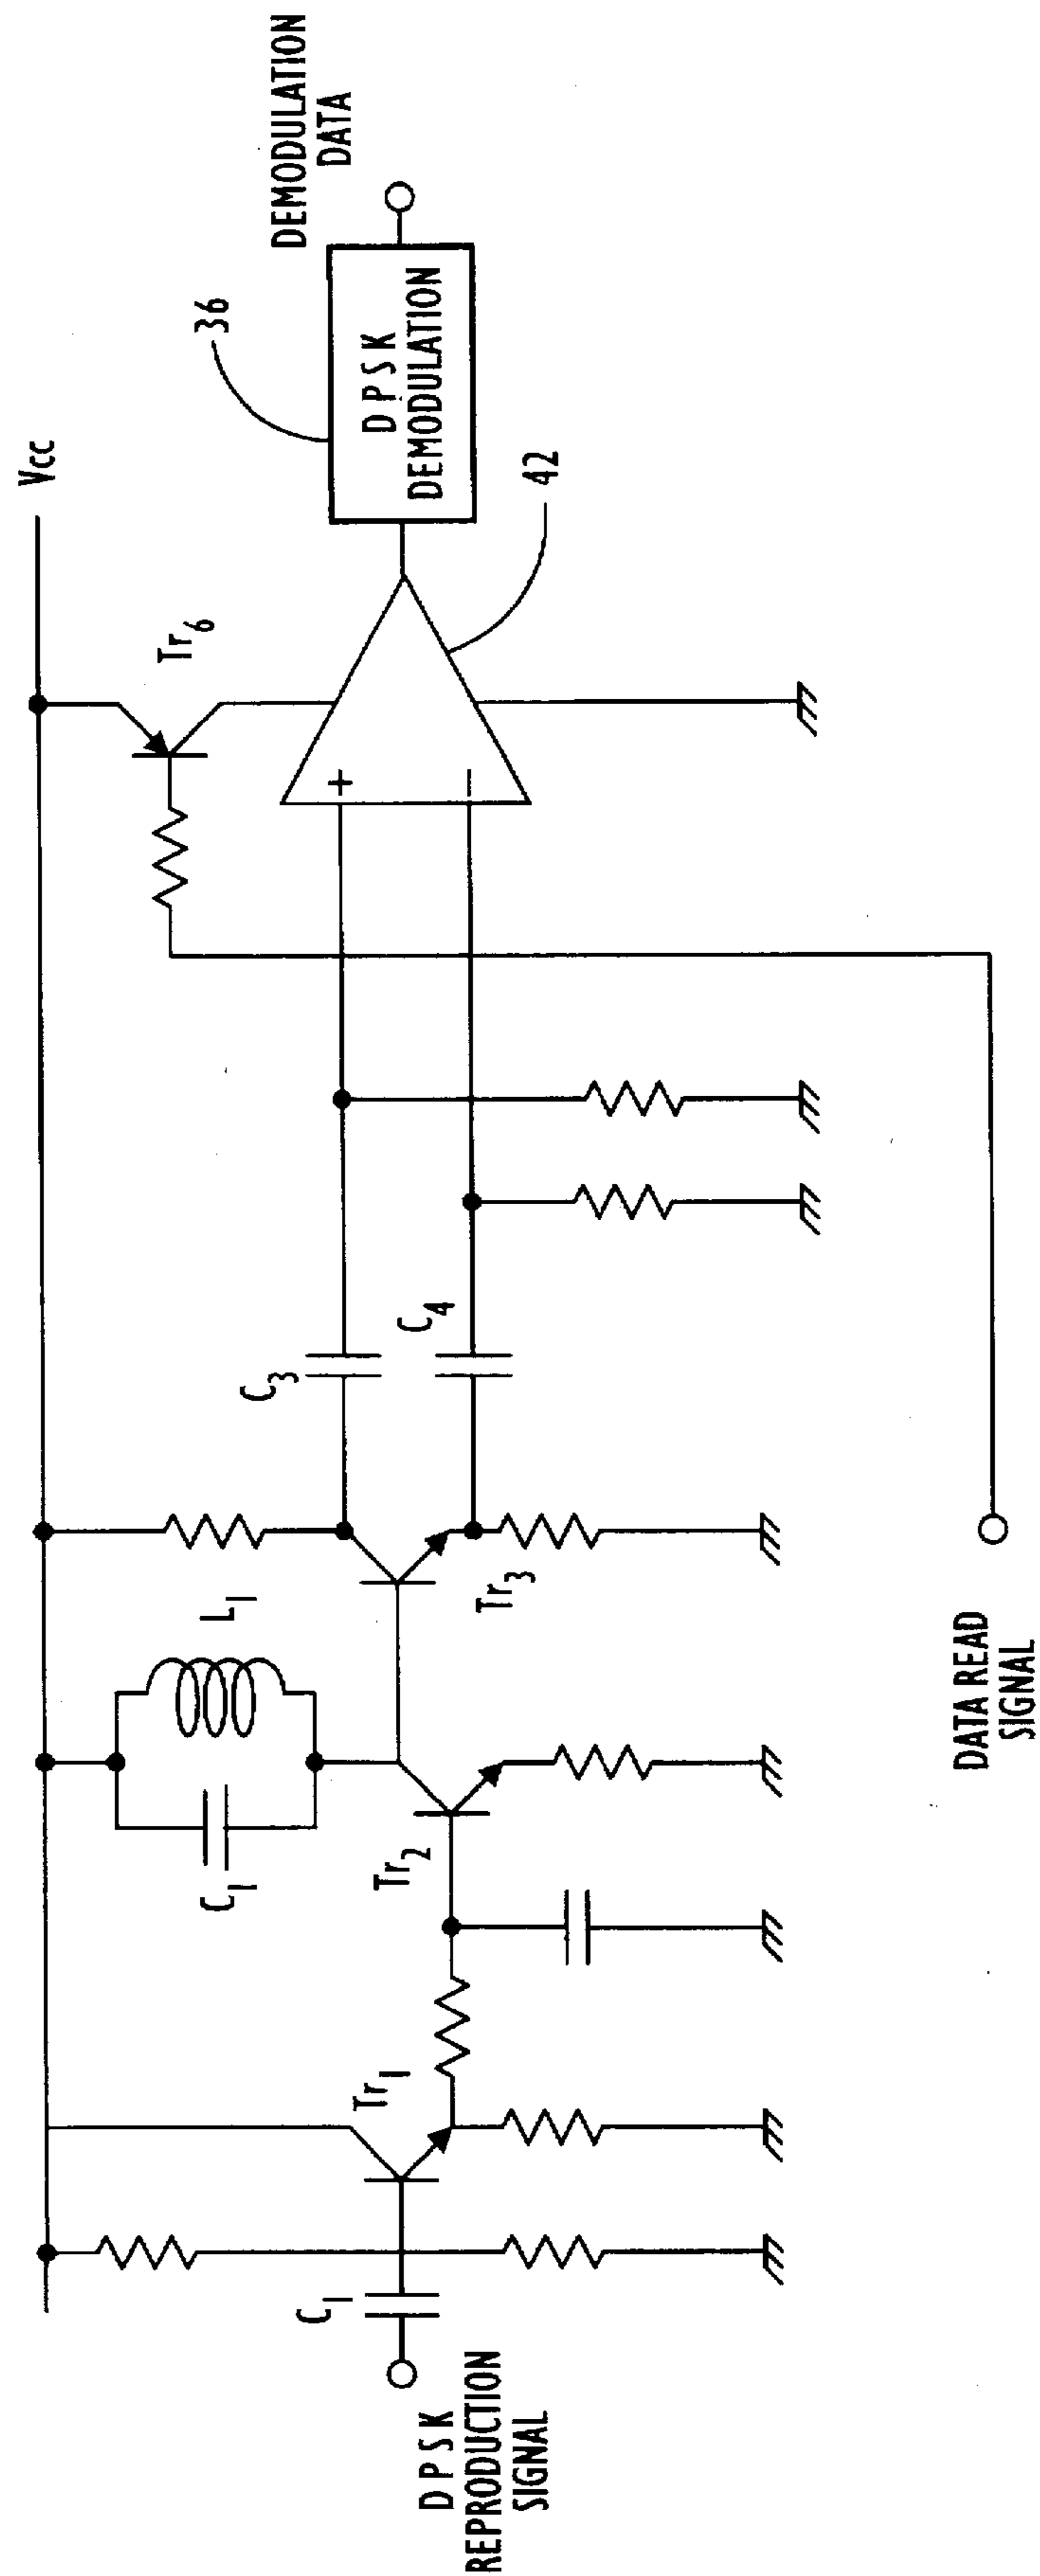 Vcc
DEMODULATION
DATA
36
D P S K
DEMODULATION
42
Tr6
+
−
C3
C4
L1
C1
Tr3
Tr2
Tr1
C1
D P S K
REPRODUCTION
SIGNAL
DATA READ
SIGNAL